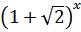 (1 + √2)ˣ